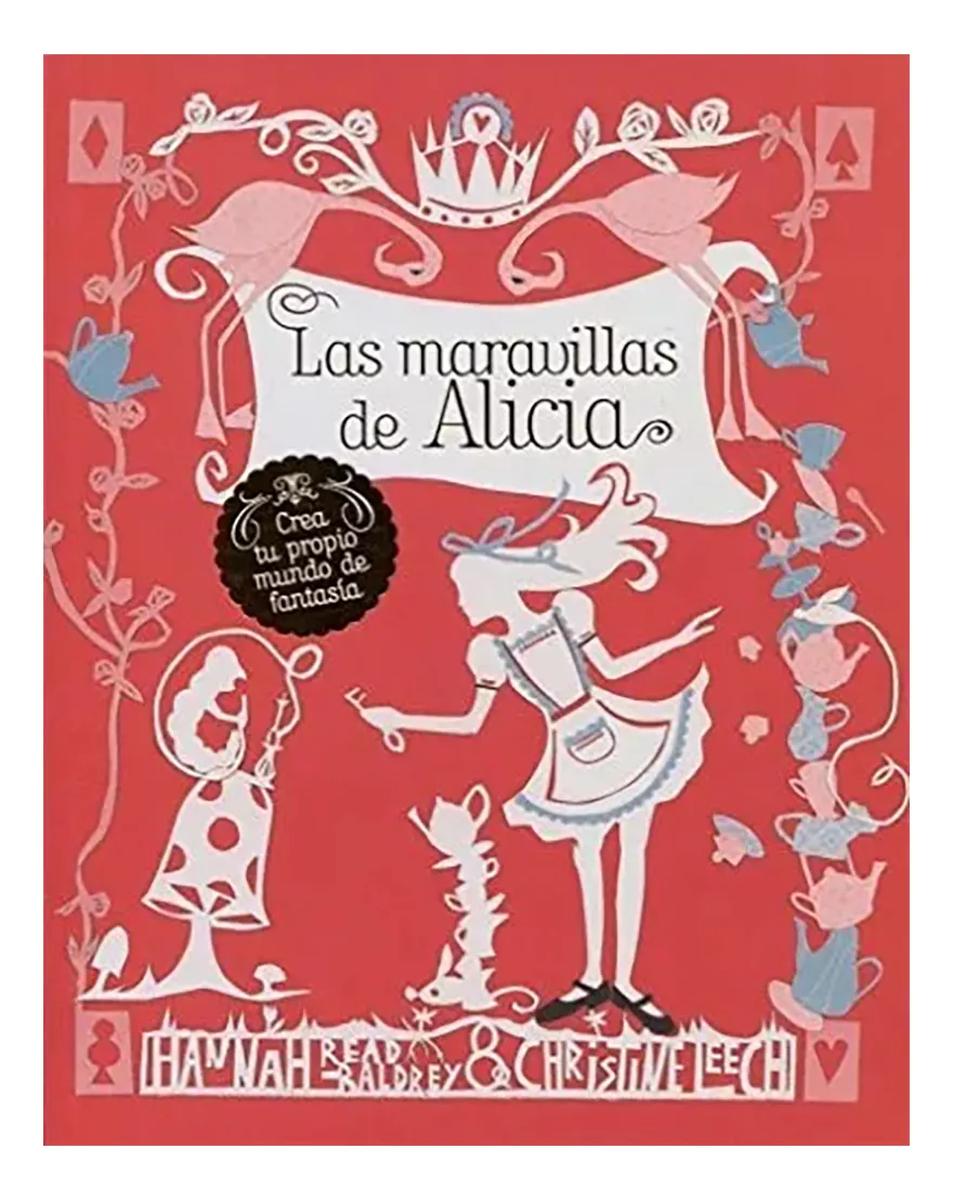 Las maravillas
de Alicia
Crea
tu propio
mundo de
fantasía
HANNAH READ
BALDREY & CHRISTINE LEECH